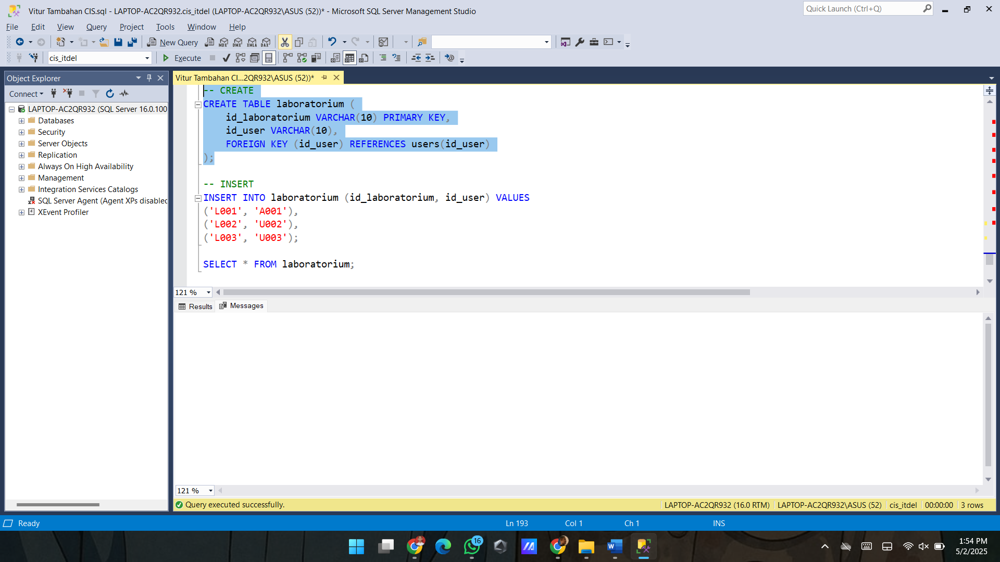 Vitur Tambahan CIS.sql - LAPTOP-AC2QR932.cis_itdel (LAPTOP-AC2QR932\ASUS (52))* - Microsoft SQL Server Management Studio
Quick Launch (Ctrl+Q)
File Edit View Query Project Tools Window Help
New Query MDX DMX XMLA DAX
cis_itdel Execute
Object Explorer
Vitur Tambahan CI...2QR932\ASUS (52))*
Connect
LAPTOP-AC2QR932 (SQL Server 16.0.100
Databases
Security
Server Objects
Replication
Always On High Availability
Management
Integration Services Catalogs
SQL Server Agent (Agent XPs disabled
XEvent Profiler
-- CREATE
CREATE TABLE laboratorium (
id_laboratorium VARCHAR(10) PRIMARY KEY,
id_user VARCHAR(10),
FOREIGN KEY (id_user) REFERENCES users(id_user)
);
-- INSERT
INSERT INTO laboratorium (id_laboratorium, id_user) VALUES
('L001', 'A001'),
('L002', 'U002'),
('L003', 'U003');
SELECT * FROM laboratorium;
121 %
Results Messages
121 %
Query executed successfully.
LAPTOP-AC2QR932 (16.0 RTM) LAPTOP-AC2QR932\ASUS (52) cis_itdel 00:00:00 3 rows
Ready Ln 193 Col 1 Ch 1 INS
16
1:54 PM
5/2/2025